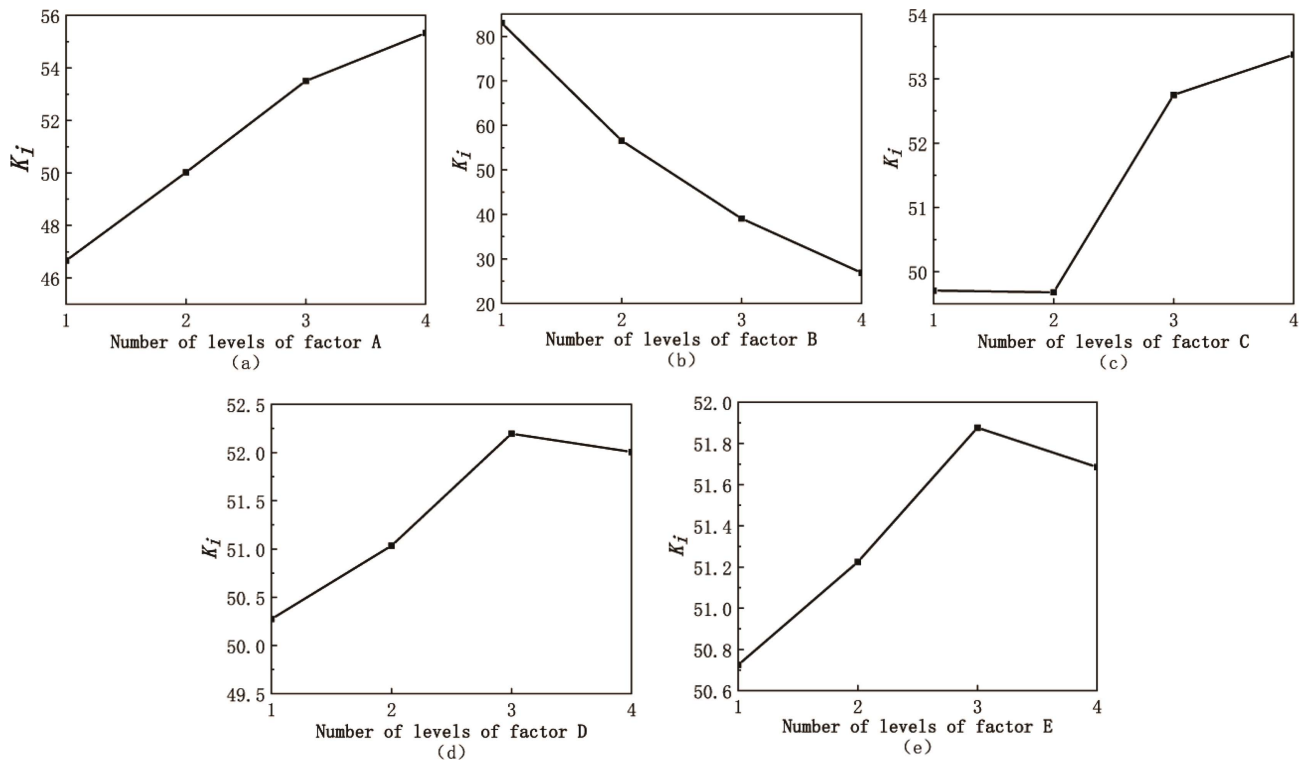 56
54
52
50
48
46
K_i
1 2 3 4
Number of levels of factor A
(a)
80
70
60
50
40
30
20
K_i
1 2 3 4
Number of levels of factor B
(b)
54
53
52
51
50
K_i
1 2 3 4
Number of levels of factor C
(c)
52.5
52.0
51.5
51.0
50.5
50.0
49.5
K_i
1 2 3 4
Number of levels of factor D
(d)
52.0
51.8
51.6
51.4
51.2
51.0
50.8
50.6
K_i
1 2 3 4
Number of levels of factor E
(e)